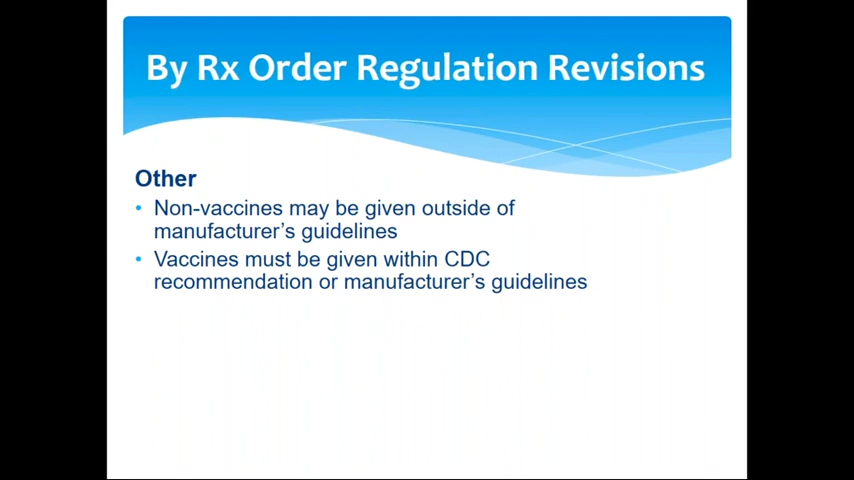 By Rx Order Regulation Revisions
Other
• Non-vaccines may be given outside of
manufacturer's guidelines
• Vaccines must be given within CDC
recommendation or manufacturer's guidelines